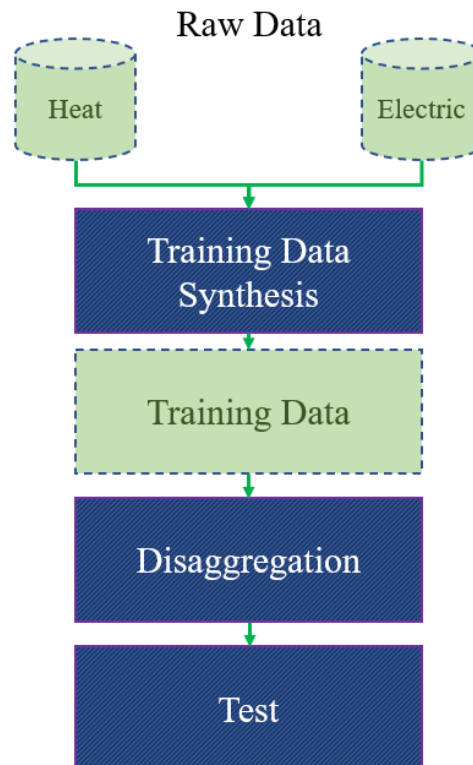 Raw Data
Heat
Electric
Training Data
Synthesis
Training Data
Disaggregation
Test